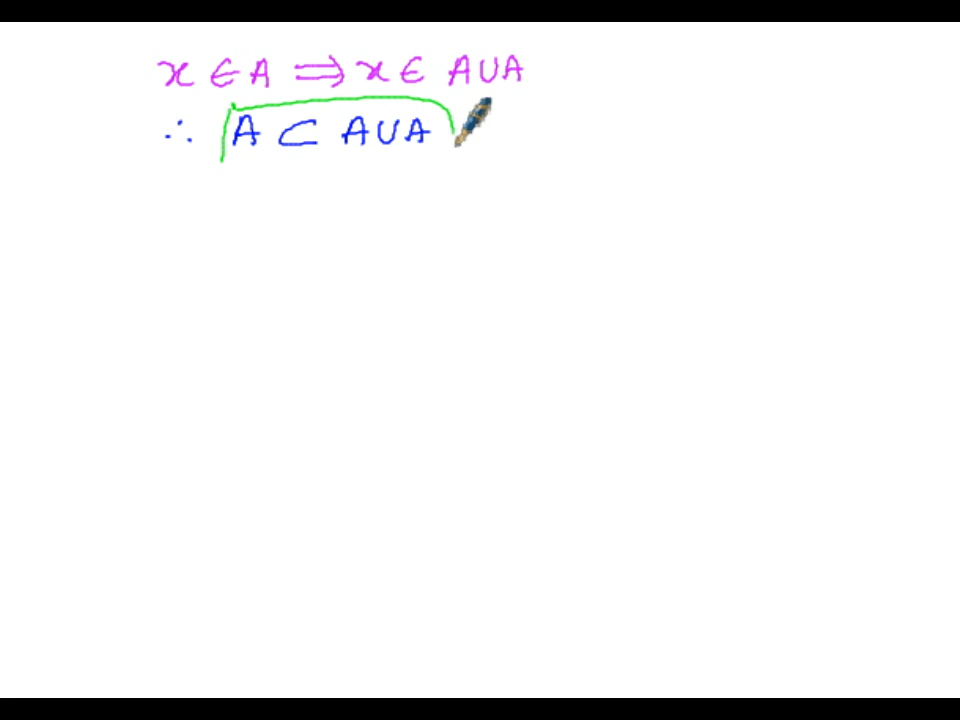 x ∈ A ⟹ x ∈ A ∪ A
∴ A ⊂ A ∪ A